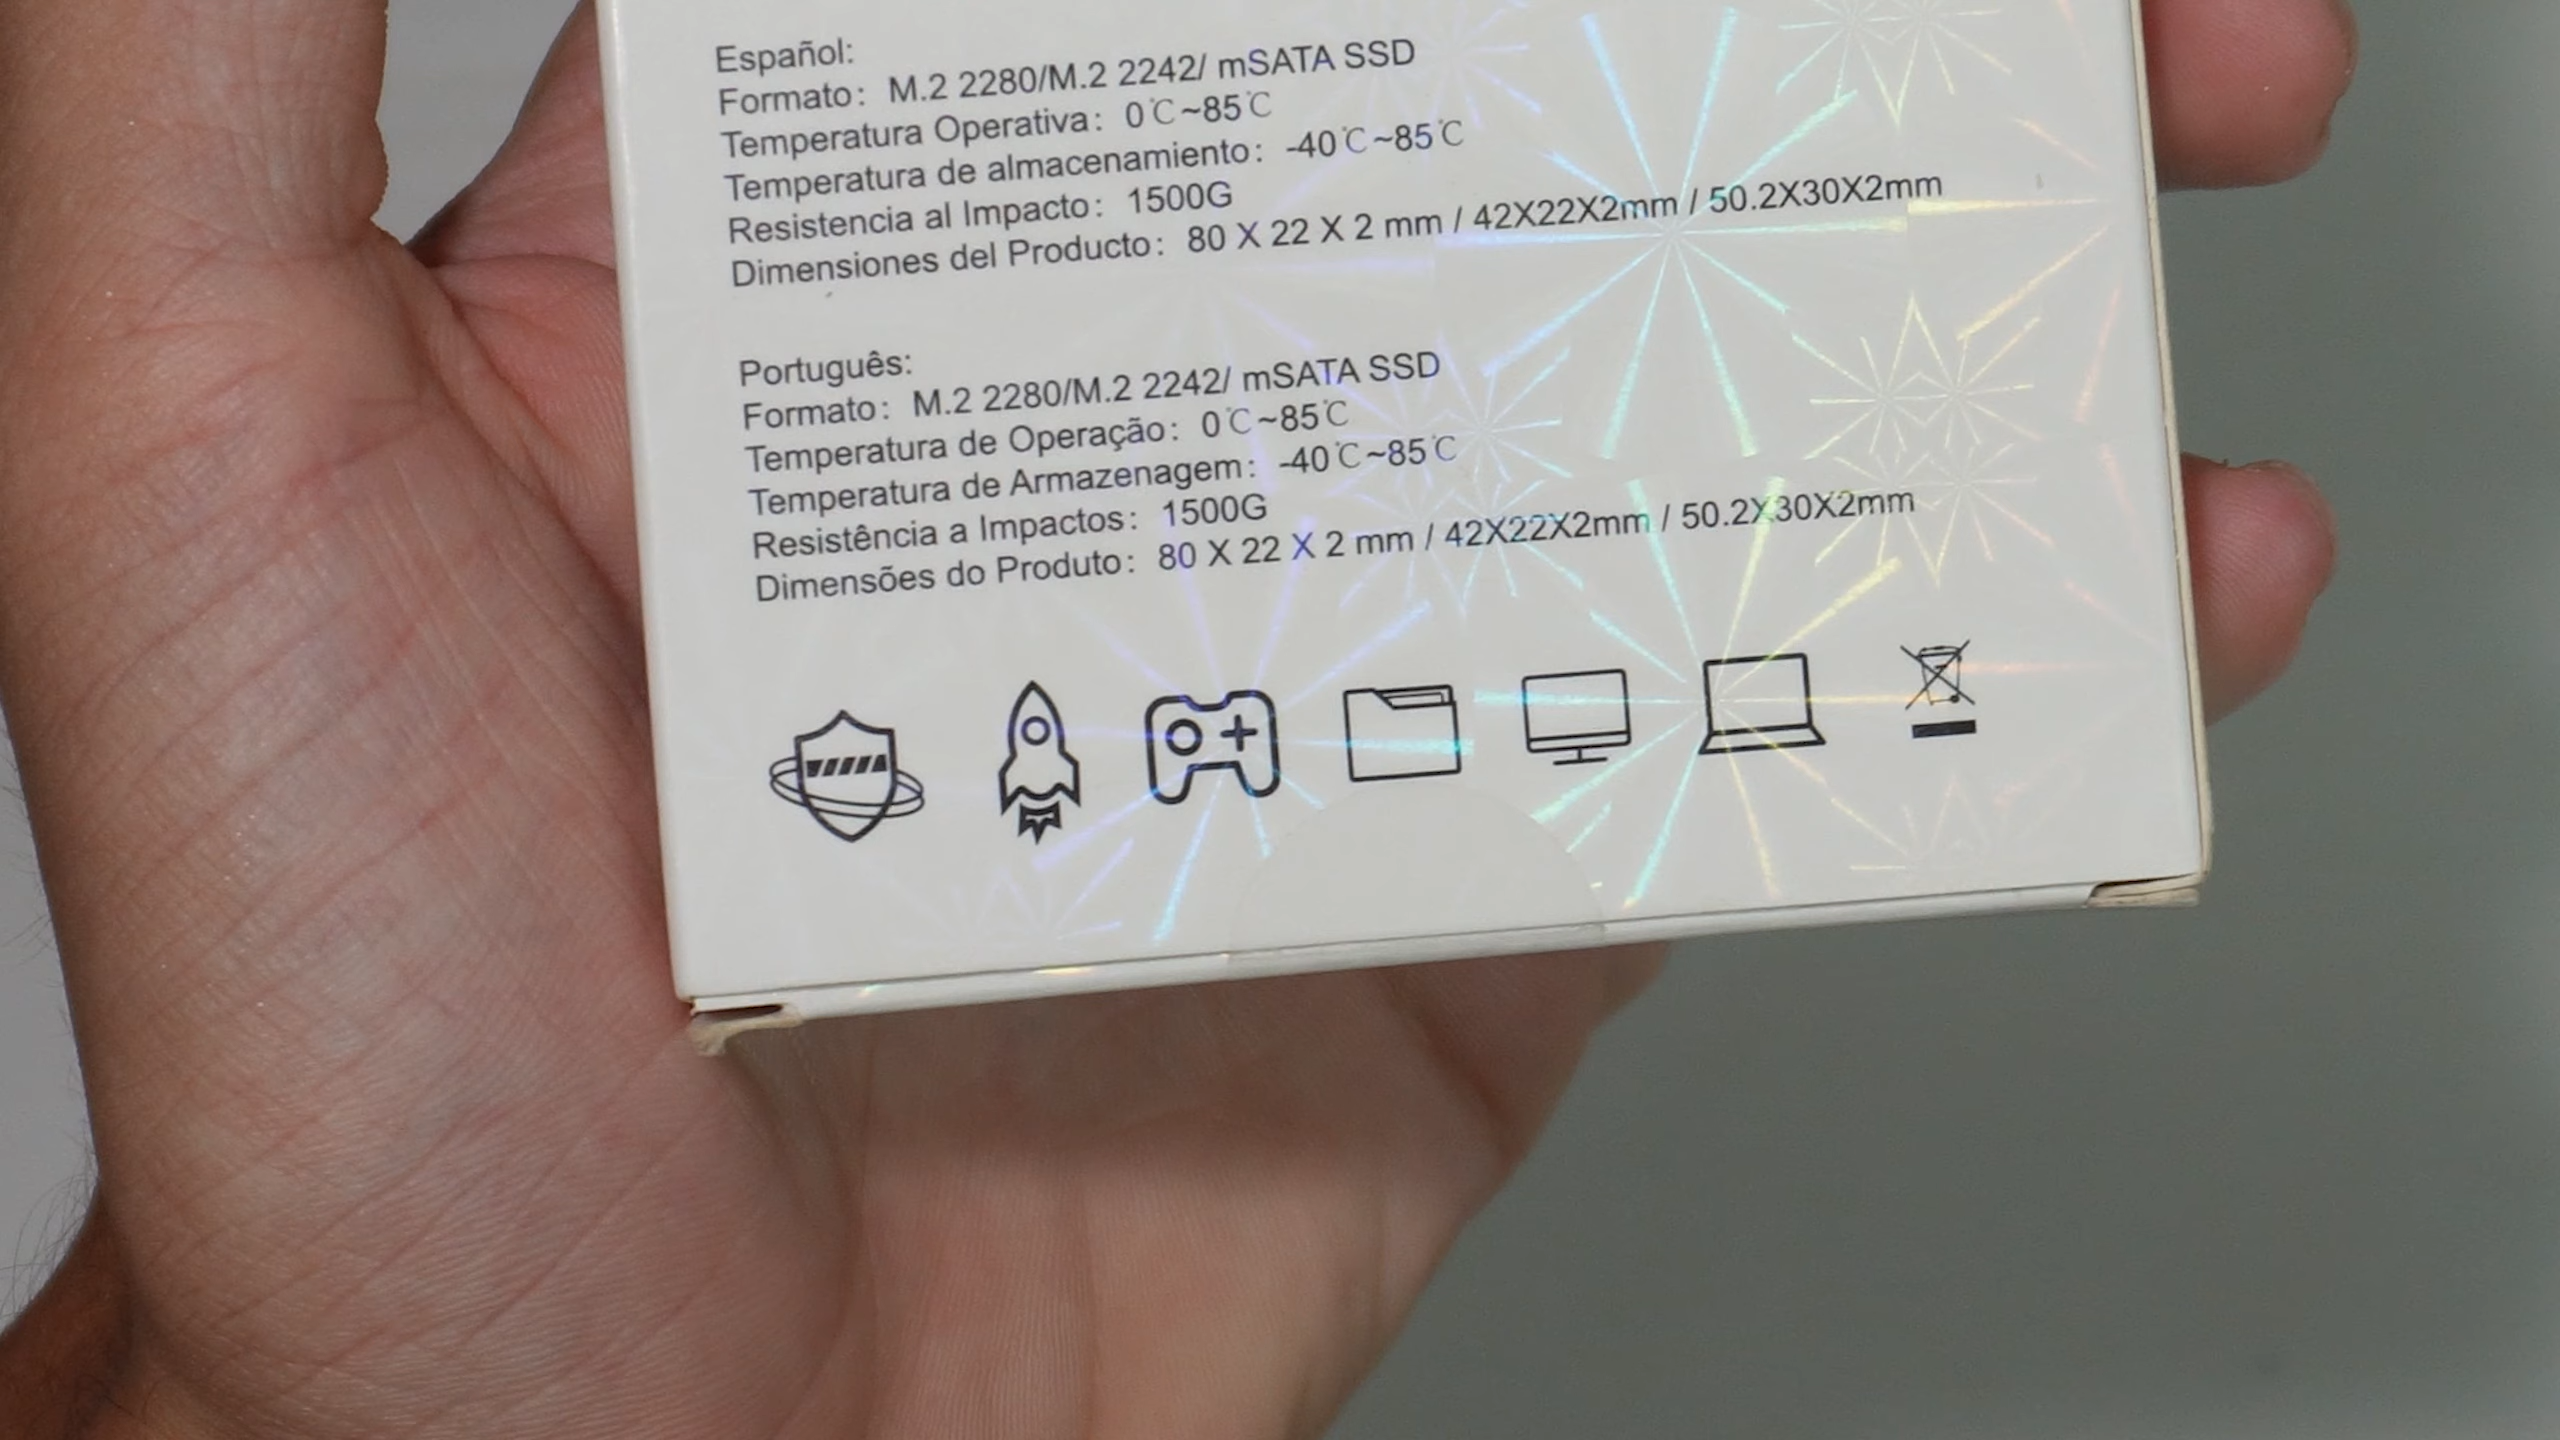 Español:
Formato: M.2 2280/M.2 2242/ mSATA SSD
Temperatura Operativa: 0℃~85℃
Temperatura de almacenamiento: -40℃~85℃
Resistencia al Impacto: 1500G
Dimensiones del Producto: 80 X 22 X 2 mm / 42X22X2mm / 50.2X30X2mm
Português:
Formato: M.2 2280/M.2 2242/ mSATA SSD
Temperatura de Operação: 0℃~85℃
Temperatura de Armazenagem: -40℃~85℃
Resistência a Impactos: 1500G
Dimensões do Produto: 80 X 22 X 2 mm / 42X22X2mm / 50.2X30X2mm